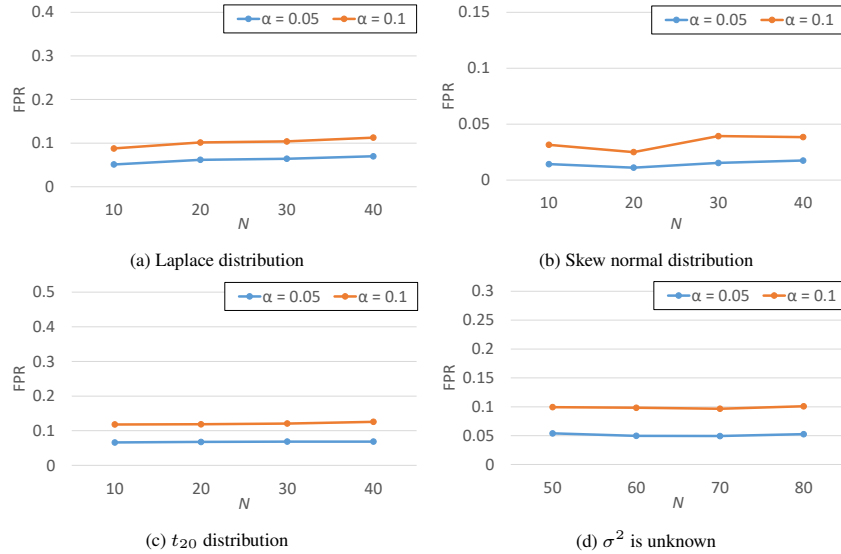 0.4
α = 0.05 α = 0.1
0.3
FPR
0.2
0.1
0
10 20 30 40
N
(a) Laplace distribution
0.15
α = 0.05 α = 0.1
0.1
FPR
0.05
0
10 20 30 40
N
(b) Skew normal distribution
0.5
α = 0.05 α = 0.1
0.4
0.3
FPR
0.2
0.1
0
10 20 30 40
N
(c) t₂₀ distribution
0.3
α = 0.05 α = 0.1
0.25
0.2
FPR
0.15
0.1
0.05
0
50 60 70 80
N
(d) σ² is unknown